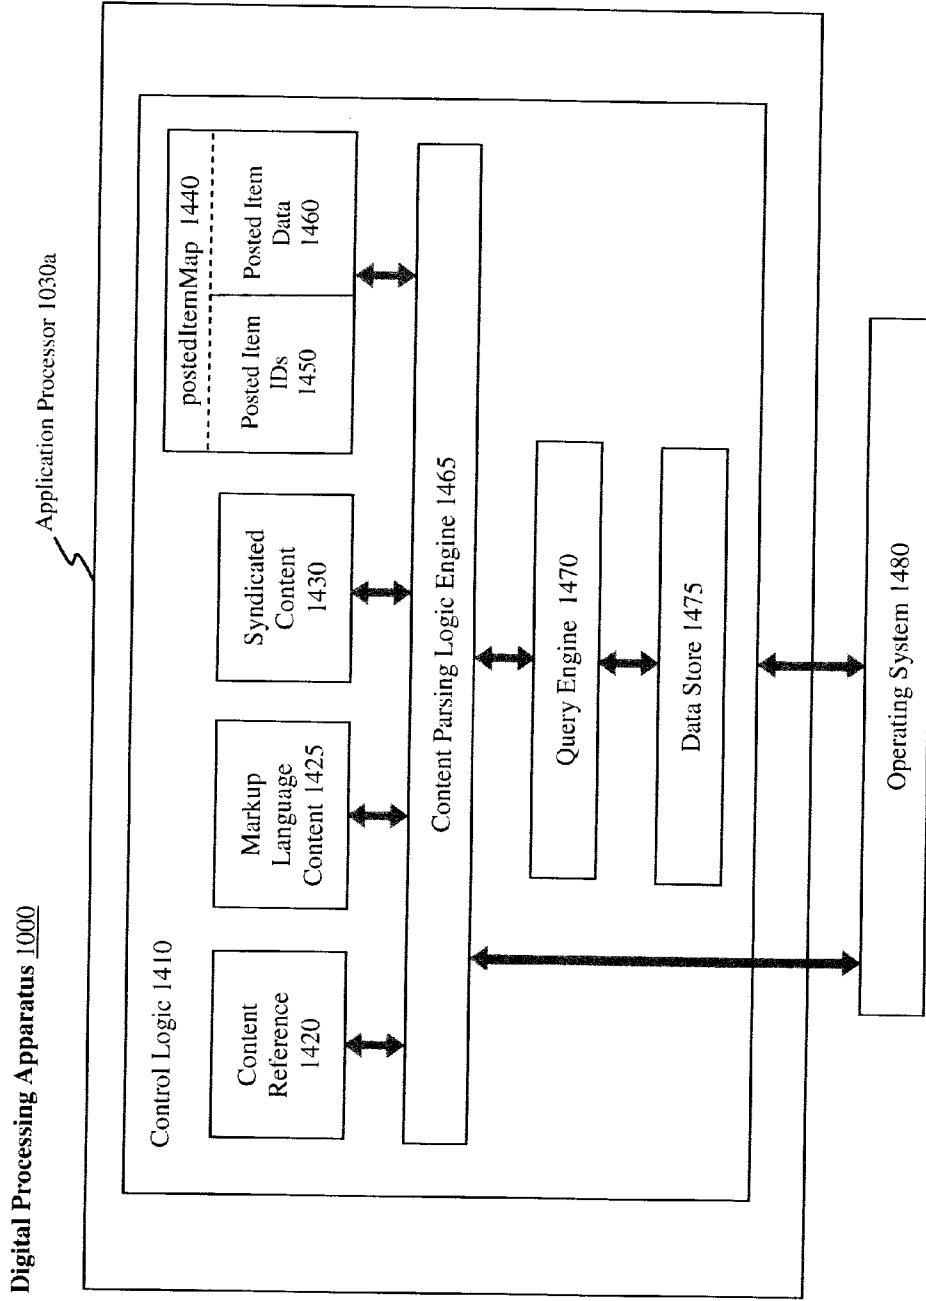 Digital Processing Apparatus 1000
Application Processor 1030a
Control Logic 1410
Content
Reference
1420
Markup
Language
Content 1425
Syndicated
Content
1430
postedItemMap 1440
Posted Item
IDs
1450
Posted Item
Data
1460
Content Parsing Logic Engine 1465
Query Engine 1470
Data Store 1475
Operating System 1480